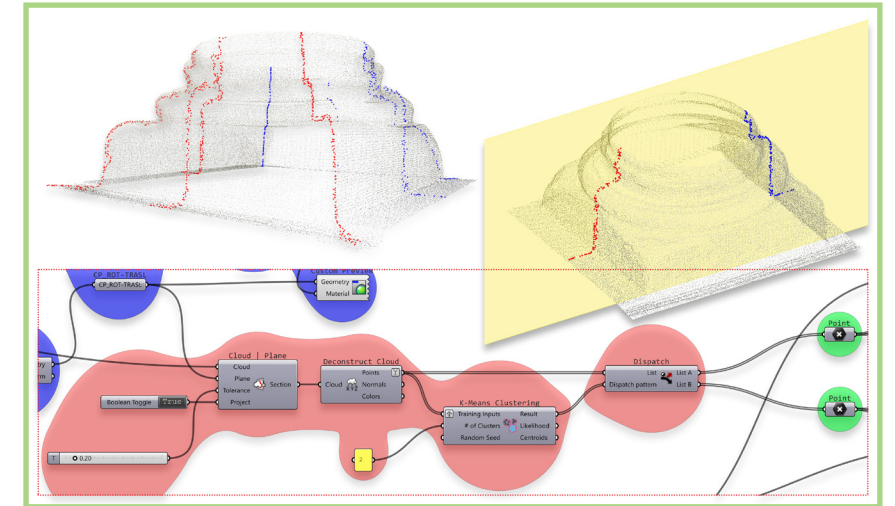 CP_ROT-TRASL
CP_ROT-TRASL
Custom Preview
Geometry
Material
Cloud | Plane
Cloud
Plane
Tolerance
Project
Section
Boolean Toggle True
T 0.20
Deconstruct Cloud
Cloud
XYZ
Points
Normals
Colors
2
K-Means Clustering
Training Inputs
# of Clusters
Random Seed
Result
Likelihood
Centroids
Dispatch
List
Dispatch pattern
List A
List B
Point
Point